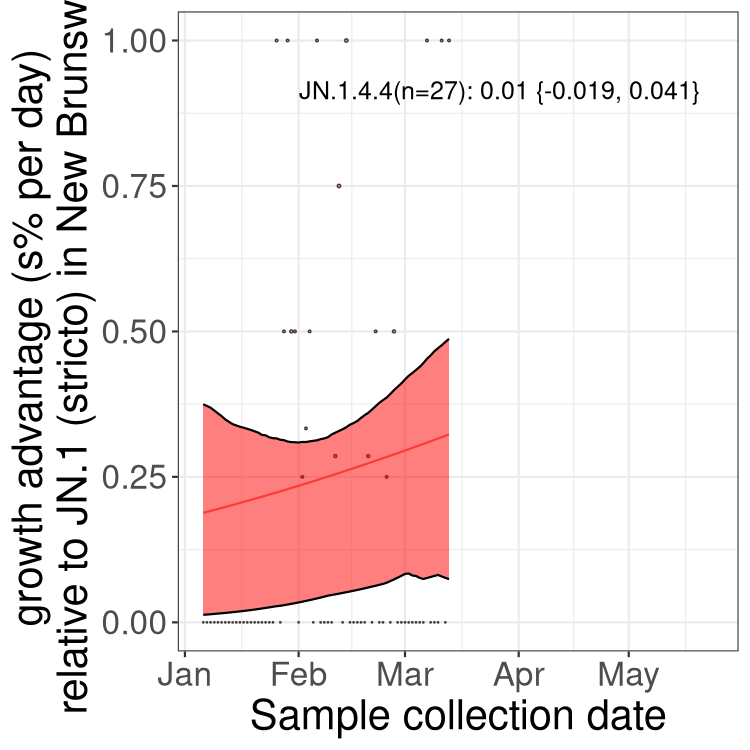 growth advantage (s% per day)
relative to JN.1 (stricto) in New Brunsw
1.00
0.75
0.50
0.25
0.00
JN.1.4.4(n=27): 0.01 {-0.019, 0.041}
Jan Feb Mar Apr May
Sample collection date